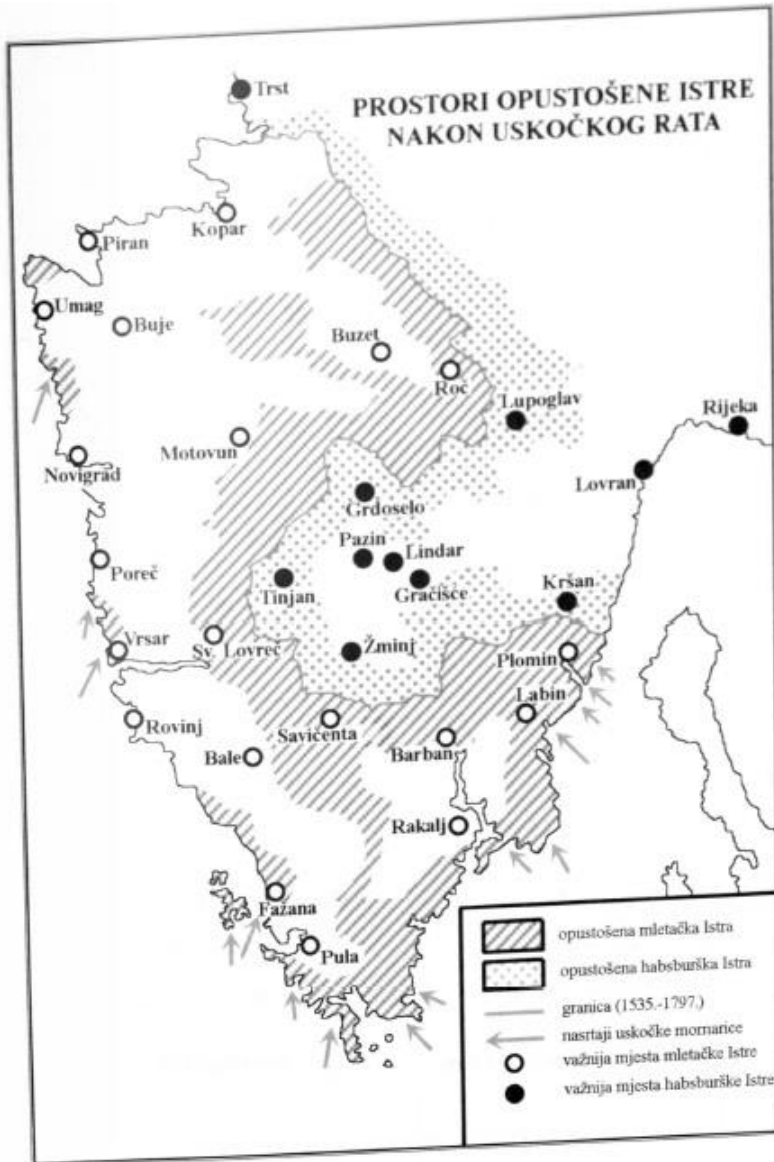 PROSTORI OPUSTOŠENE ISTRE
NAKON USKOČKOG RATA
Trst
Kopar
Piran
Umag
Buje
Buzet
Roč
Lupoglav
Rijeka
Motovun
Novigrad
Lovran
Grdoselo
Pazin
Lindar
Poreč
Tinjan
Gračišće
Kršan
Vrsar
Sv. Lovreč
Žminj
Plomin
Labin
Rovinj
Savičenta
Bale
Barban
Rakalj
Fažana
Pula
opustošena mletačka Istra
opustošena habsburška Istra
granica (1535.-1797.)
nasrtaji uskočke mornarice
važnija mjesta mletačke Istre
važnija mjesta habsburške Istre